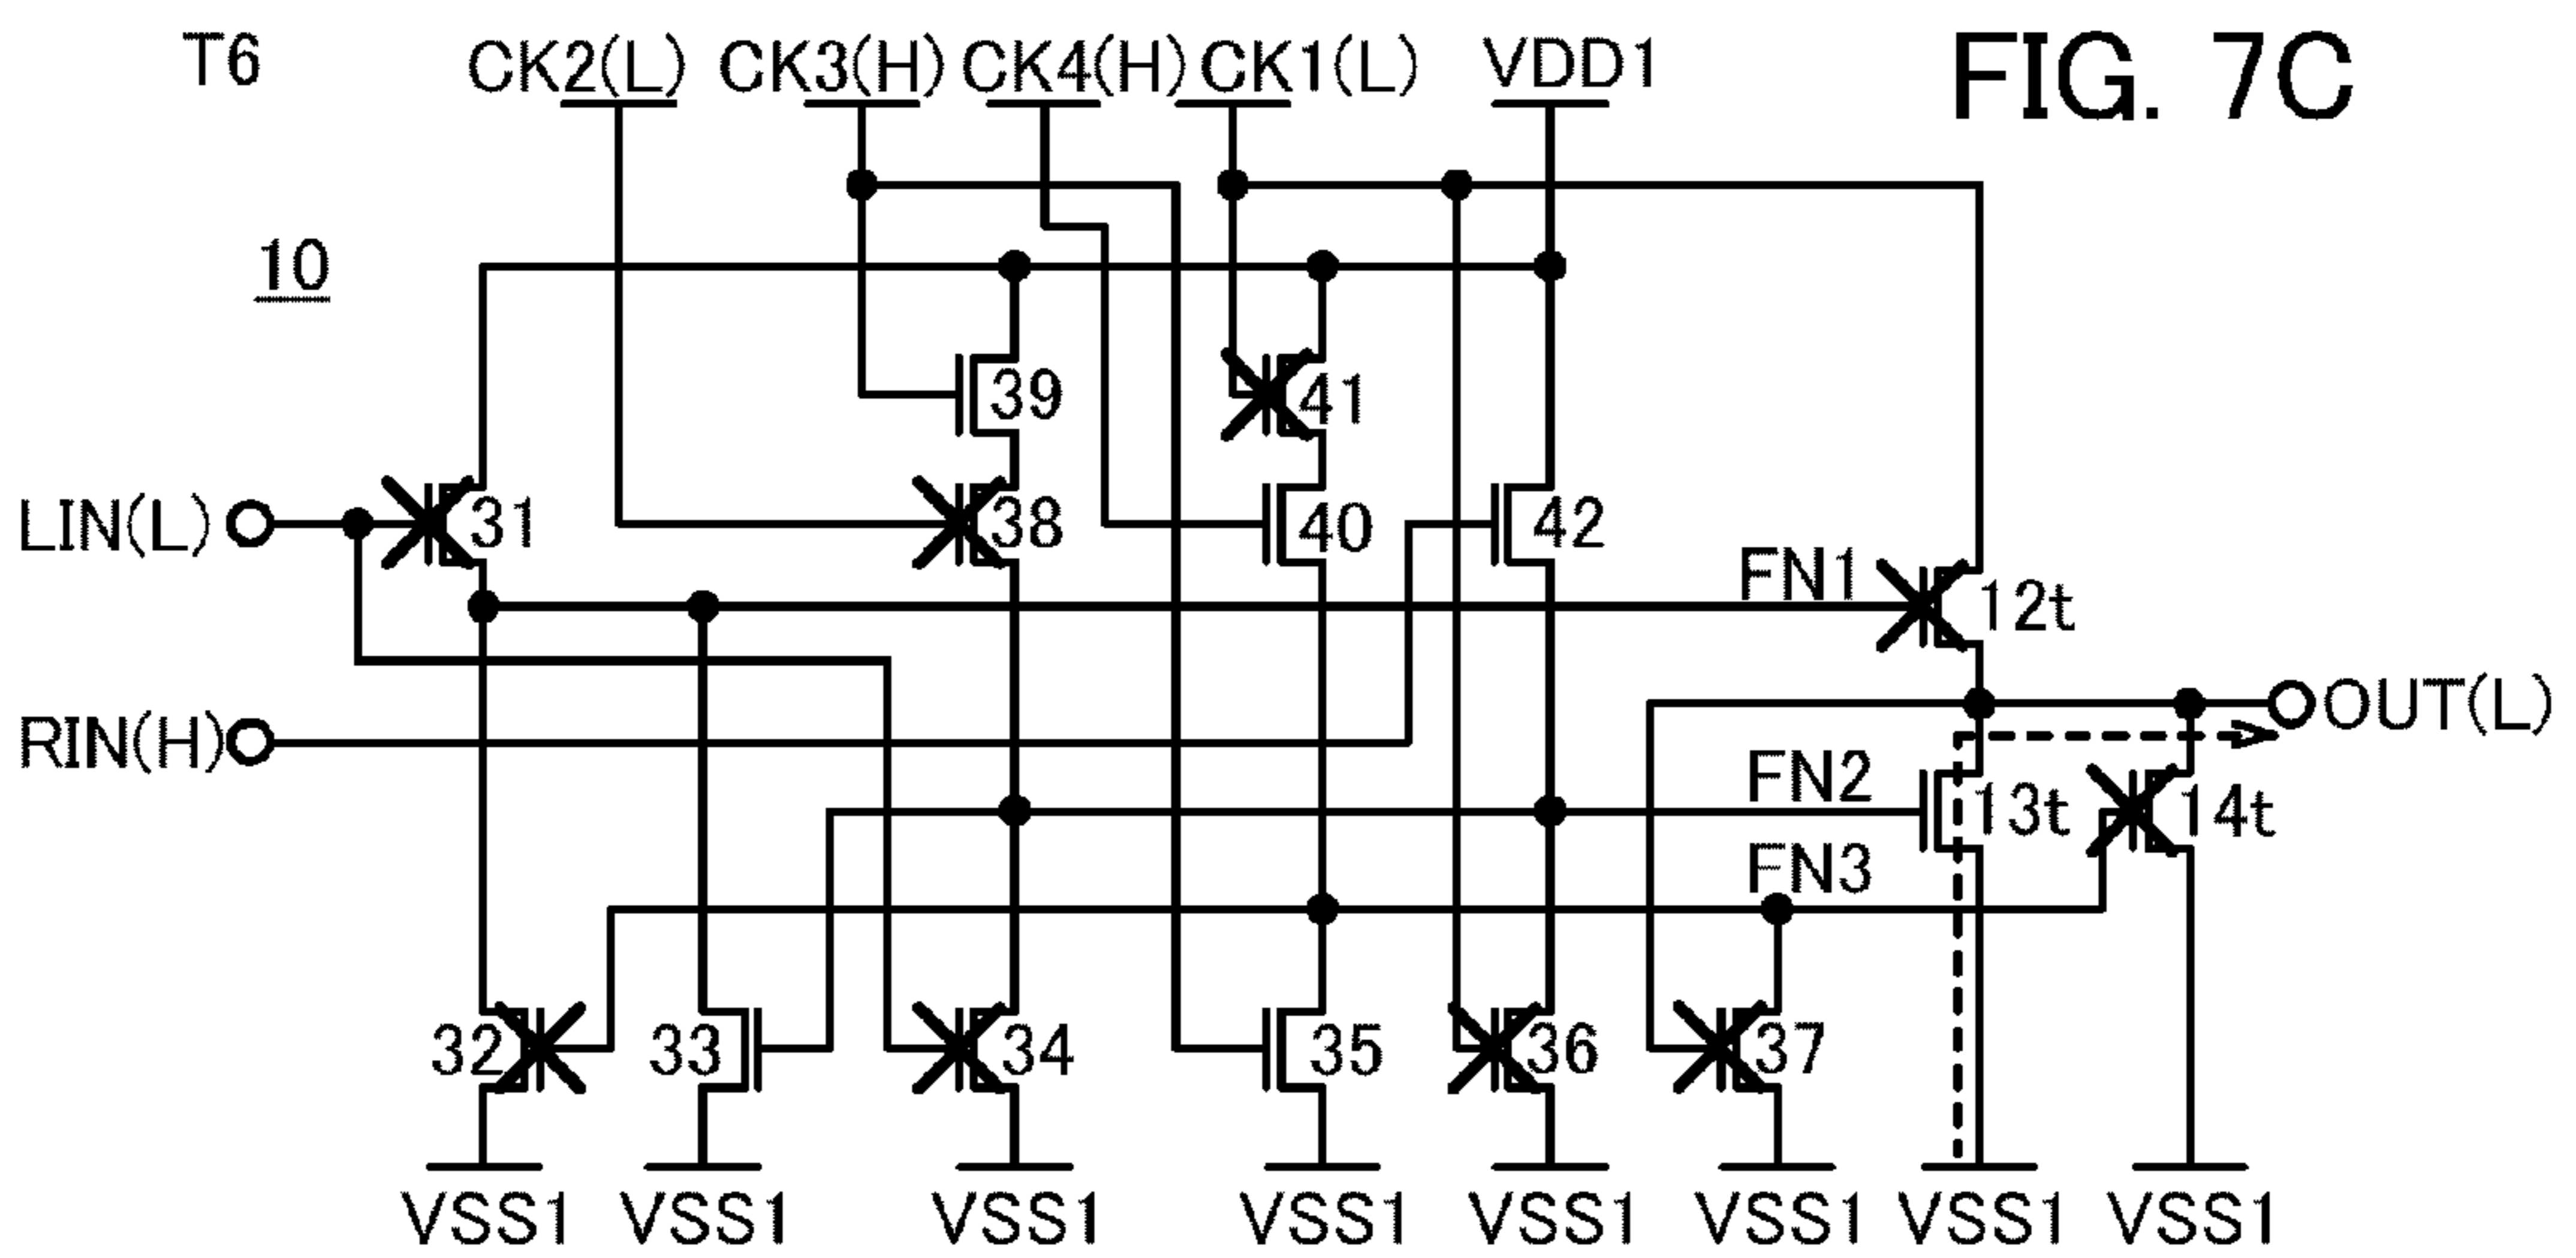 T6
CK2(L) CK3(H) CK4(H) CK1(L) VDD1
FIG. 7C
10
39
41
LIN(L)
31
38
40
42
FN1
12t
RIN(H)
OUT(L)
FN2
13t
14t
FN3
32
33
34
35
36
37
VSS1 VSS1 VSS1 VSS1 VSS1 VSS1 VSS1 VSS1